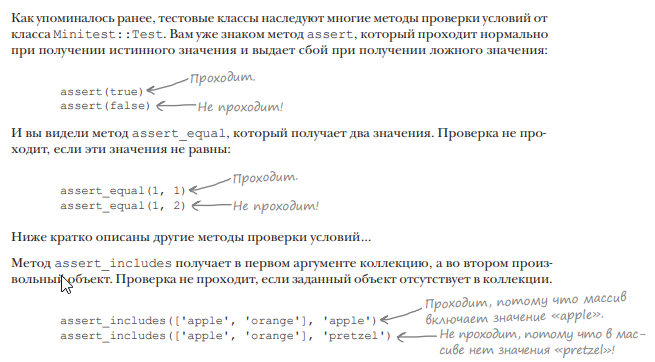 Как упоминалось ранее, тестовые классы наследуют многие методы проверки условий от
класса Minitest::Test. Вам уже знаком метод assert, который проходит нормально
при получении истинного значения и выдает сбой при получении ложного значения:
assert(true) Проходит.
assert(false) Не проходит!
И вы видели метод assert_equal, который получает два значения. Проверка не про-
ходит, если эти значения не равны:
assert_equal(1, 1) Проходит.
assert_equal(1, 2) Не проходит!
Ниже кратко описаны другие методы проверки условий...
Метод assert_includes получает в первом аргументе коллекцию, а во втором произ-
вольный объект. Проверка не проходит, если заданный объект отсутствует в коллекции.
assert_includes(['apple', 'orange'], 'apple') Проходит, потому что массив
включает значение «apple».
assert_includes(['apple', 'orange'], 'pretzel') Не проходит, потому что в мас-
сиве нет значения «pretzel»!